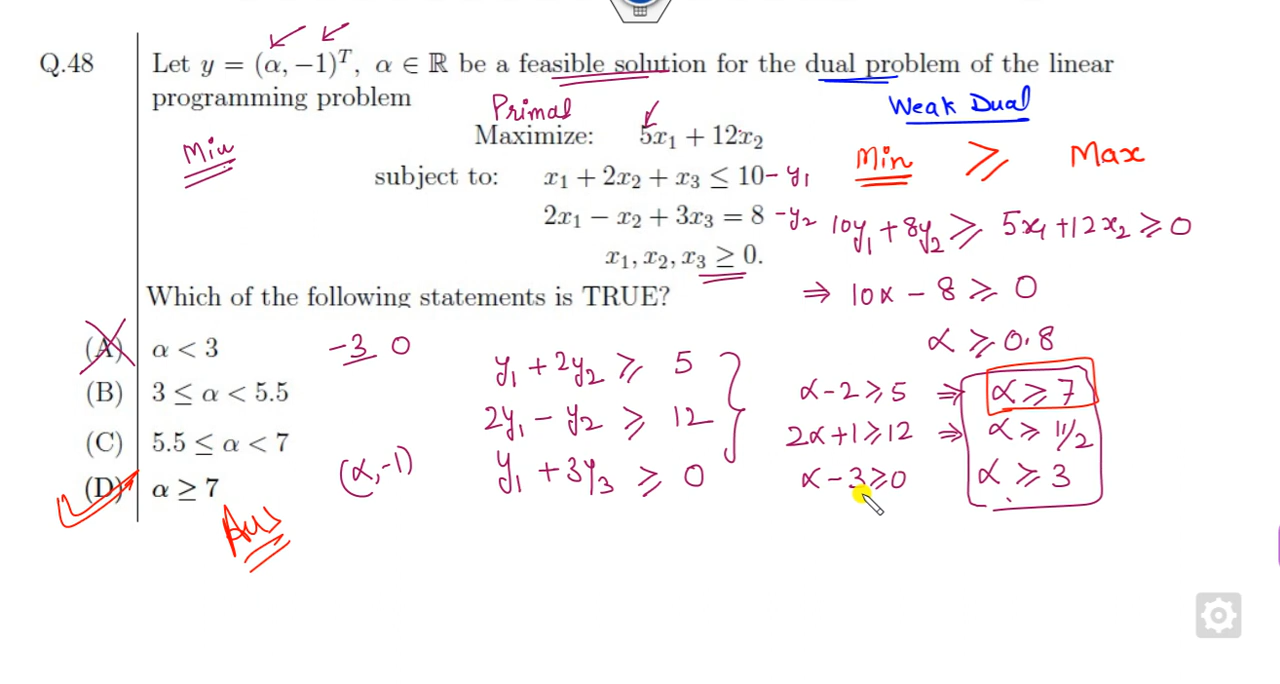 Q.48 Let y = (α, −1)ᵀ, α ∈ ℝ be a feasible solution for the dual problem of the linear
programming problem
Primal
Weak Dual
Maximize: 5x₁ + 12x₂
Min
Min ≥ Max
subject to: x₁ + 2x₂ + x₃ ≤ 10 – y₁
2x₁ − x₂ + 3x₃ = 8 – y₂
10y₁ + 8y₂ ≥ 5x₁ + 12x₂ ≥ 0
x₁, x₂, x₃ ≥ 0.
Which of the following statements is TRUE?
⇒ 10α − 8 ≥ 0
α ≥ 0.8
(A) α < 3
−3 0
(B) 3 ≤ α < 5.5
(C) 5.5 ≤ α < 7
(D) α ≥ 7
Ans
(α, −1)
y₁ + 2y₂ ≥ 5
2y₁ − y₂ ≥ 12
y₁ + 3y₃ ≥ 0
α − 2 ≥ 5 ⇒ α ≥ 7
2α + 1 ≥ 12 ⇒ α ≥ 11/2
α − 3 ≥ 0 α ≥ 3